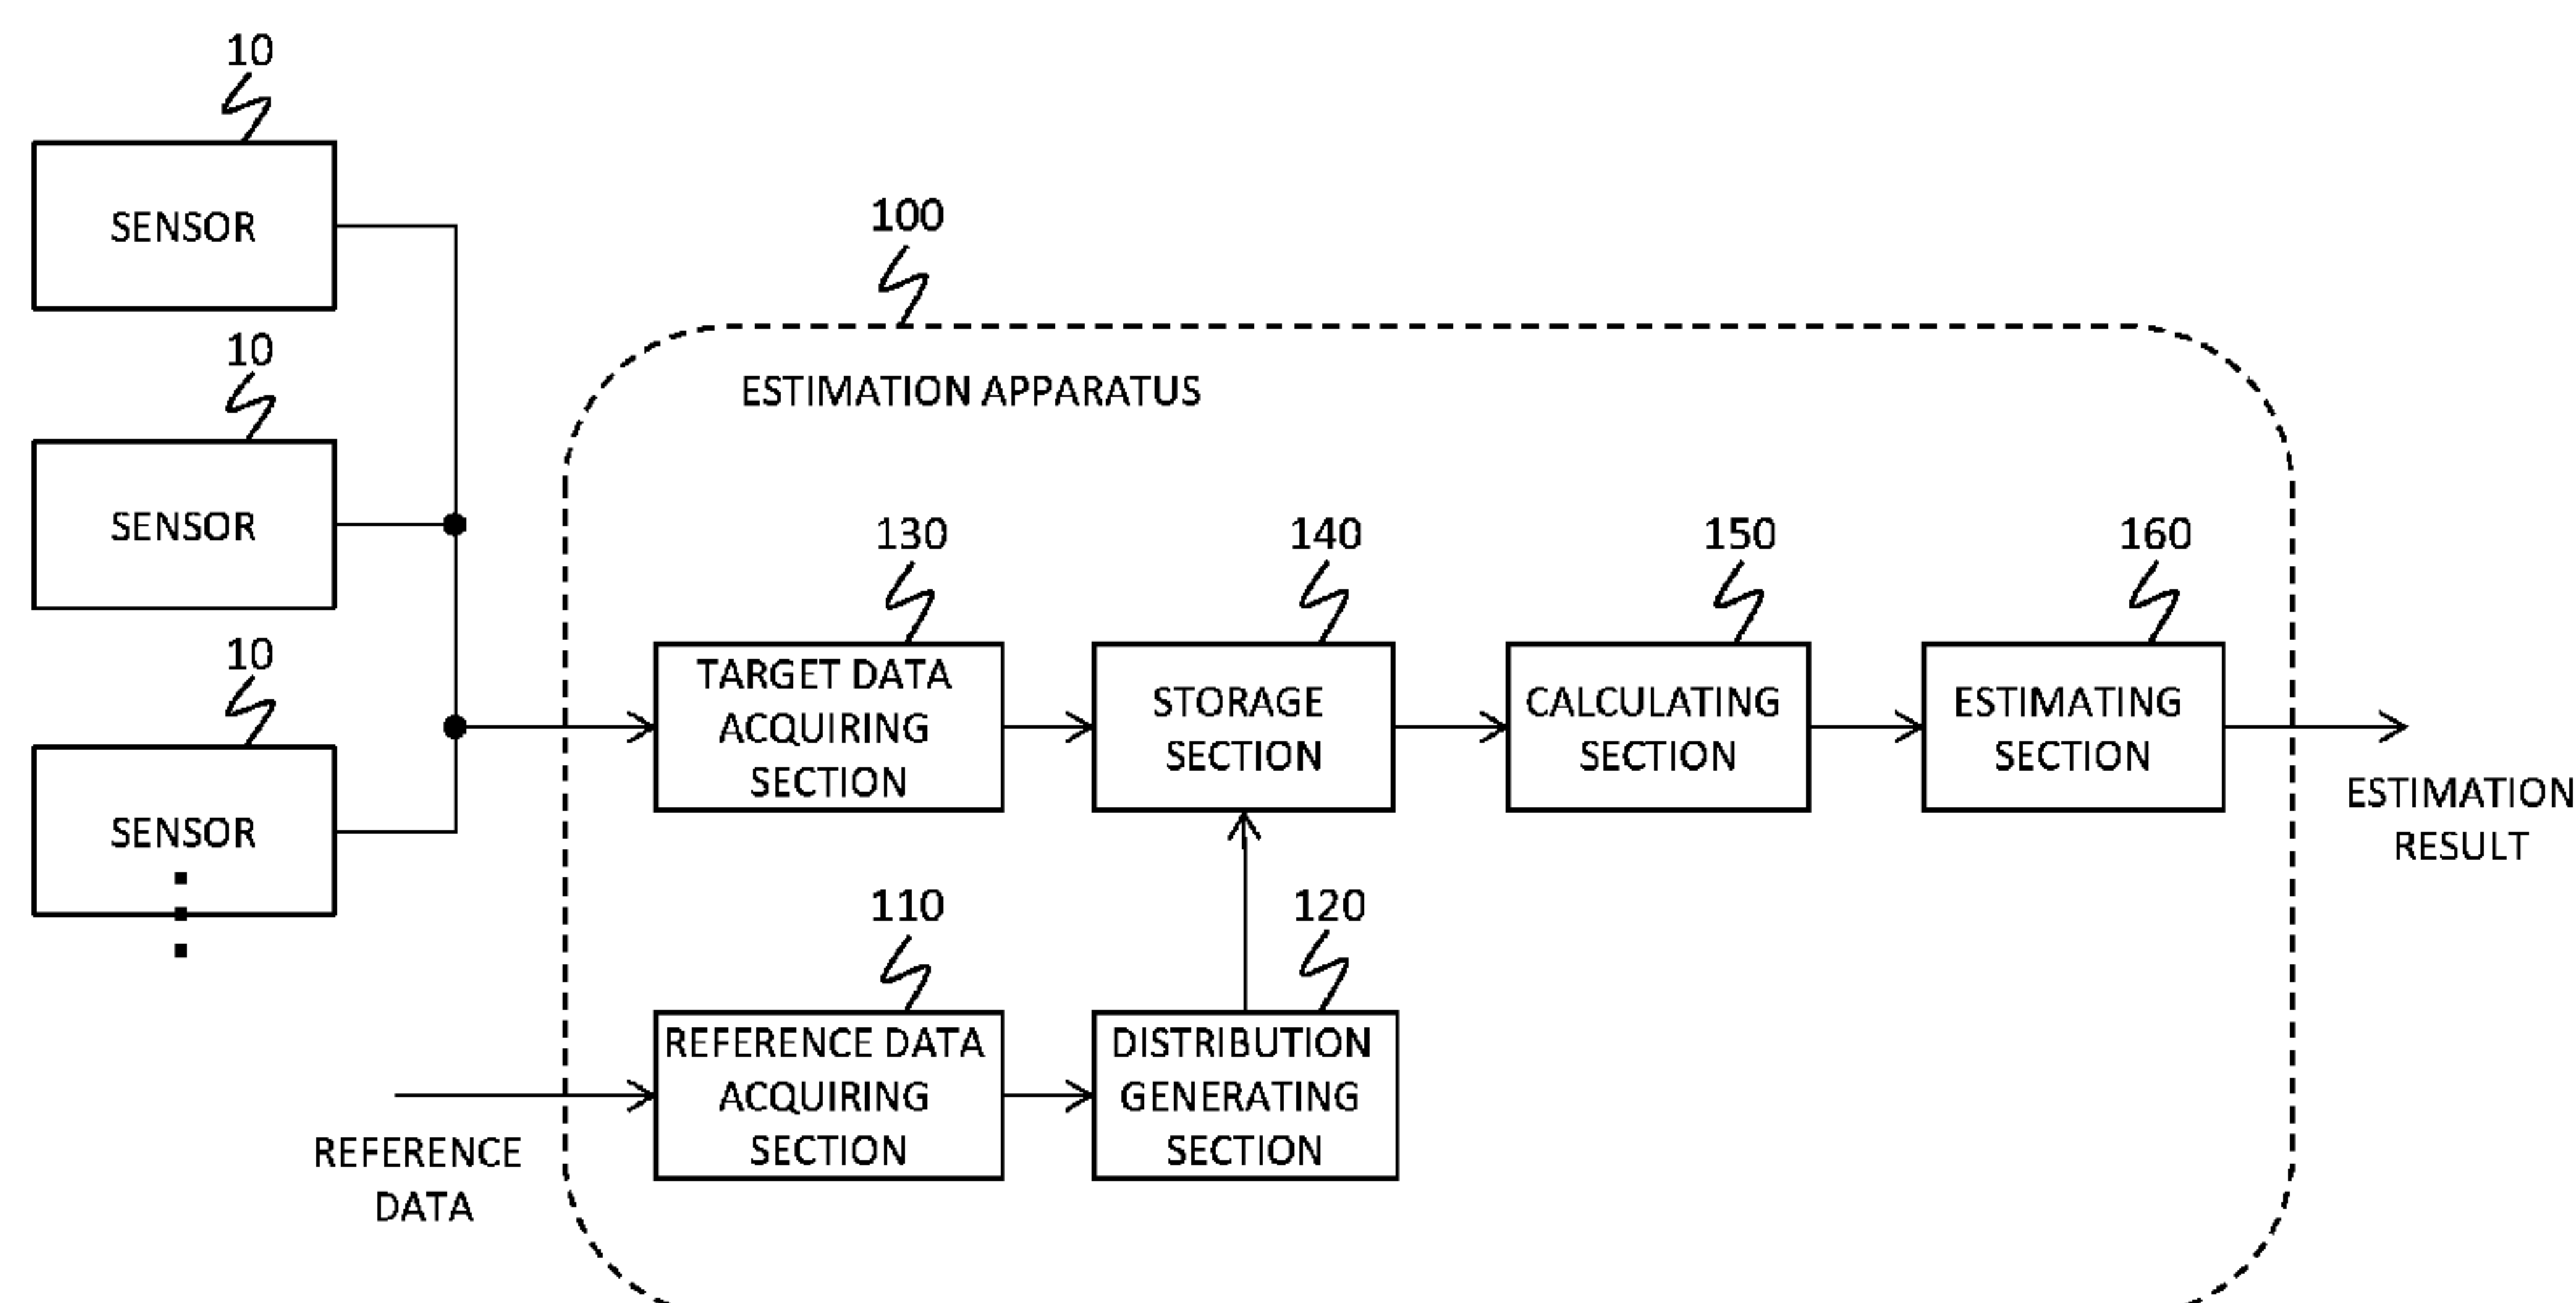 10
SENSOR
100
10
ESTIMATION APPARATUS
SENSOR
130
140
150
160
10
TARGET DATA
ACQUIRING
SECTION
STORAGE
SECTION
CALCULATING
SECTION
ESTIMATING
SECTION
SENSOR
ESTIMATION
RESULT
110
120
REFERENCE DATA
ACQUIRING
SECTION
DISTRIBUTION
GENERATING
SECTION
REFERENCE
DATA